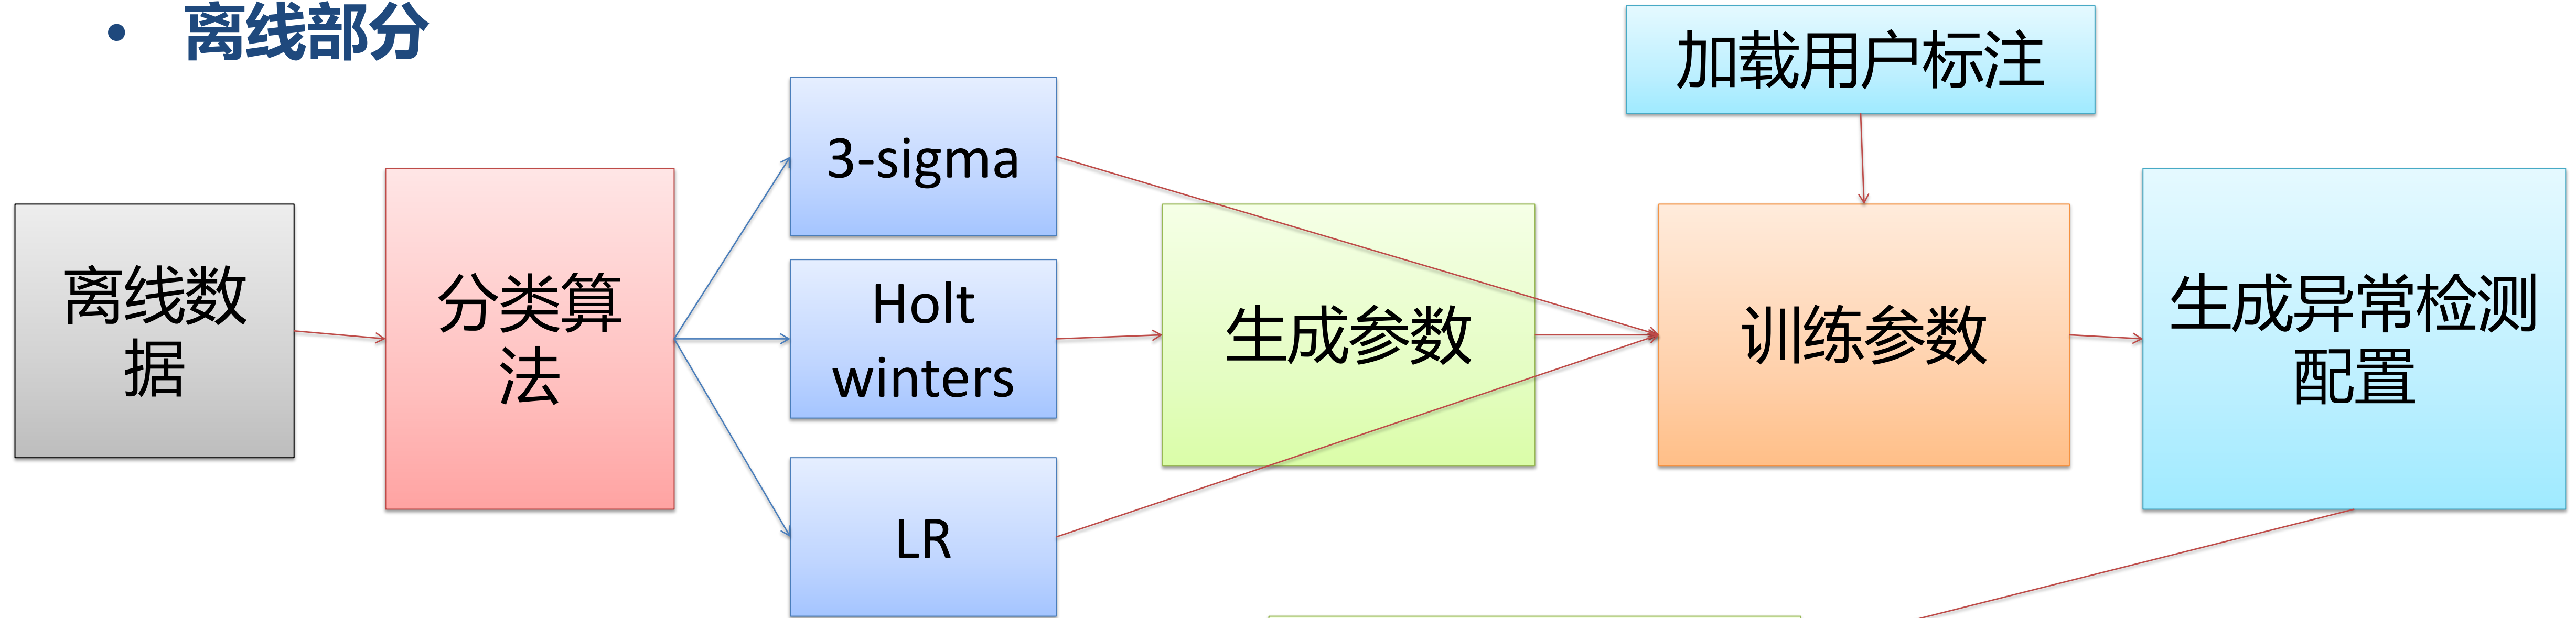 • 离线部分
加载用户标注
3-sigma
离线数
据
分类算
法
Holt
winters
生成参数
训练参数
生成异常检测
配置
LR